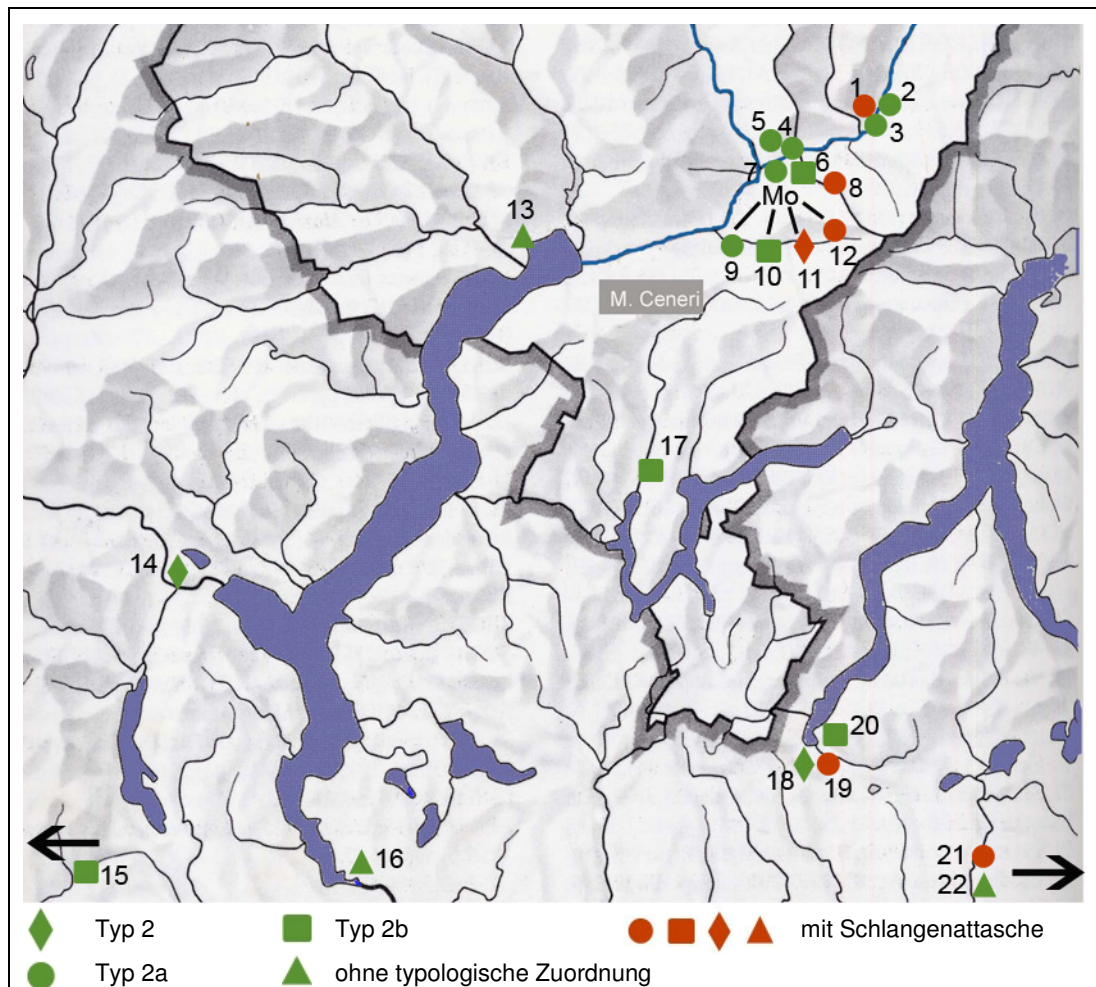 1 2
5 4 3
7 6 8
Mo
13
12
9 10 11
M. Ceneri
17
14
20
18 19
15 16 21
22
Typ 2 Typ 2b mit Schlangenattasche
Typ 2a ohne typologische Zuordnung